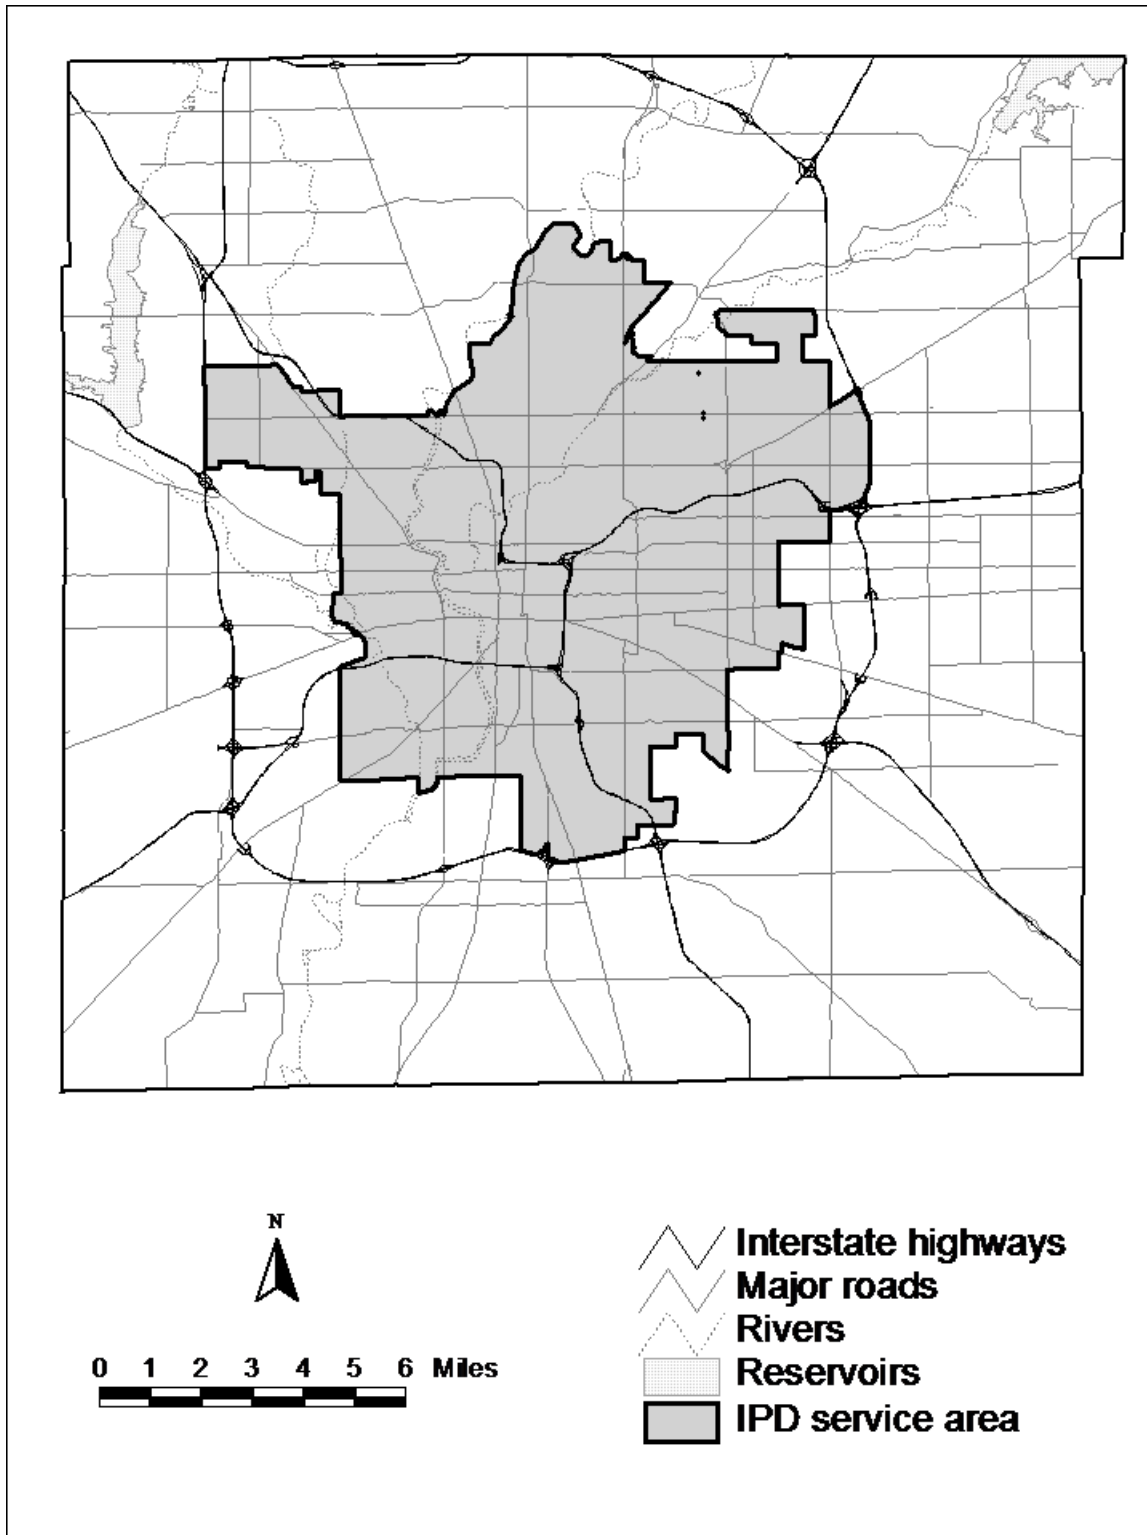 N
0 1 2 3 4 5 6 Miles
Interstate highways
Major roads
Rivers
Reservoirs
IPD service area